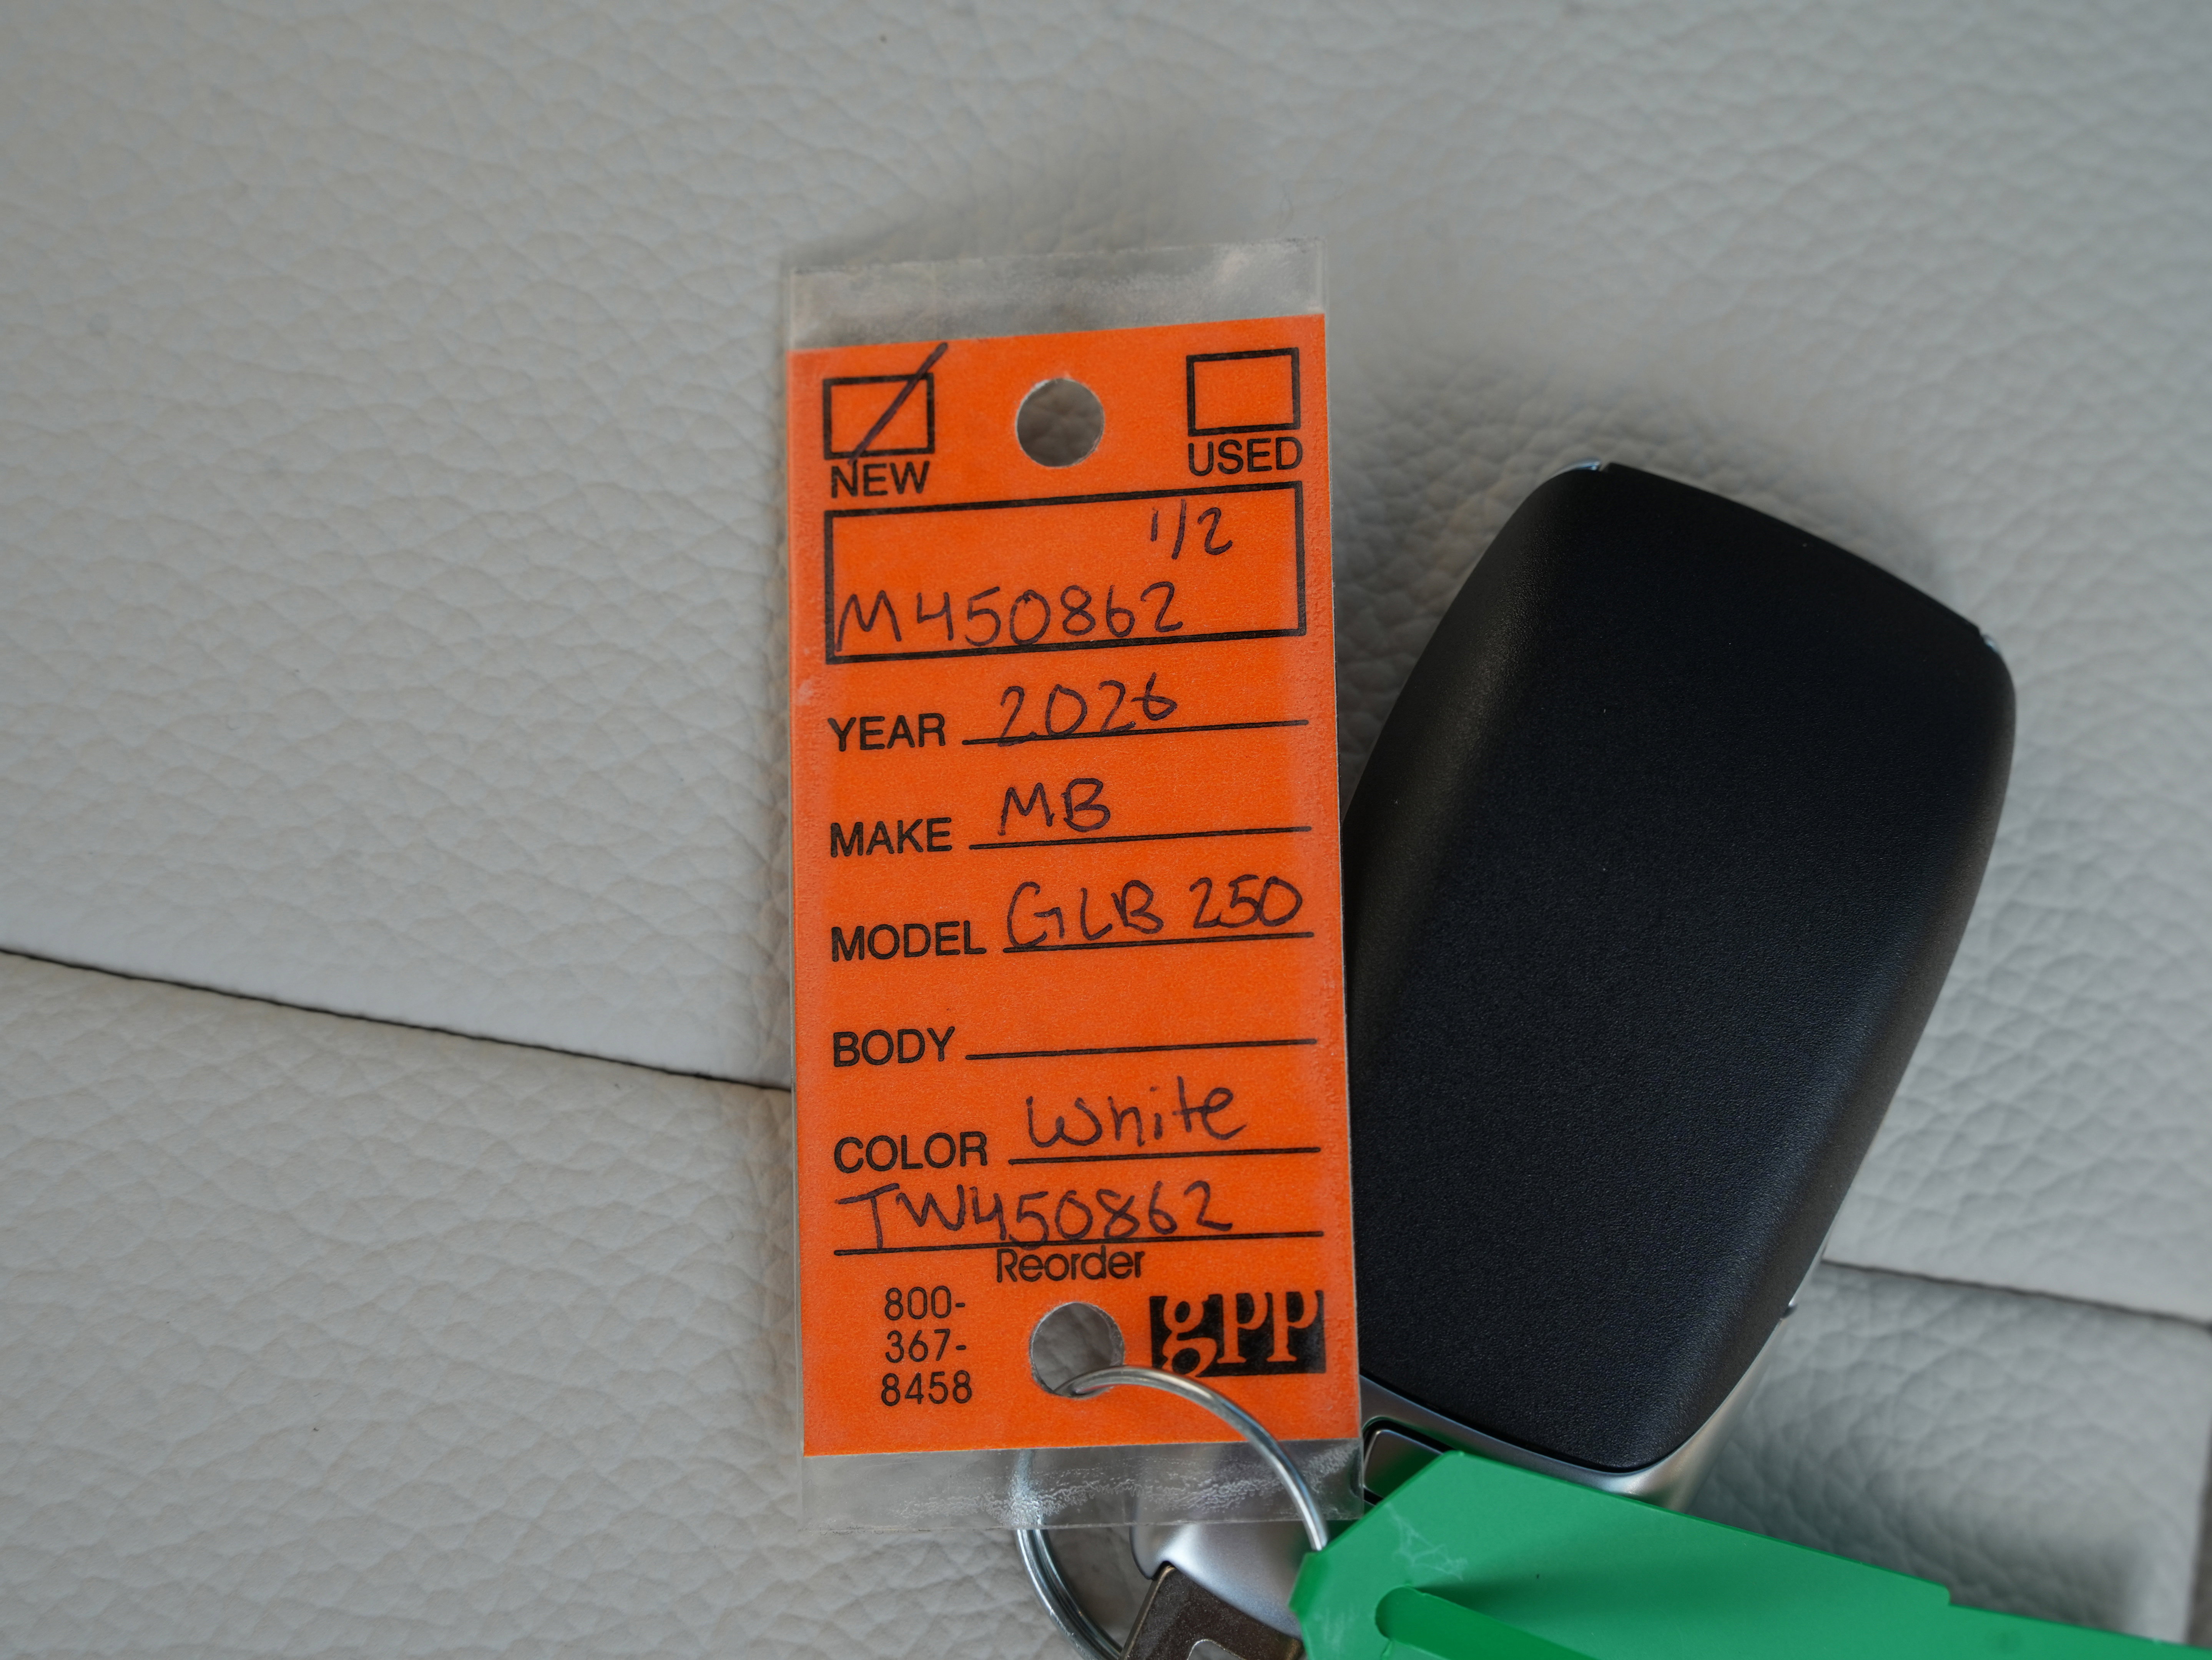 NEW USED
1/2
M450862
YEAR 2026
MAKE MB
MODEL GLB 250
BODY
COLOR White
TW450862
Reorder
800-
367-
8458
gpp